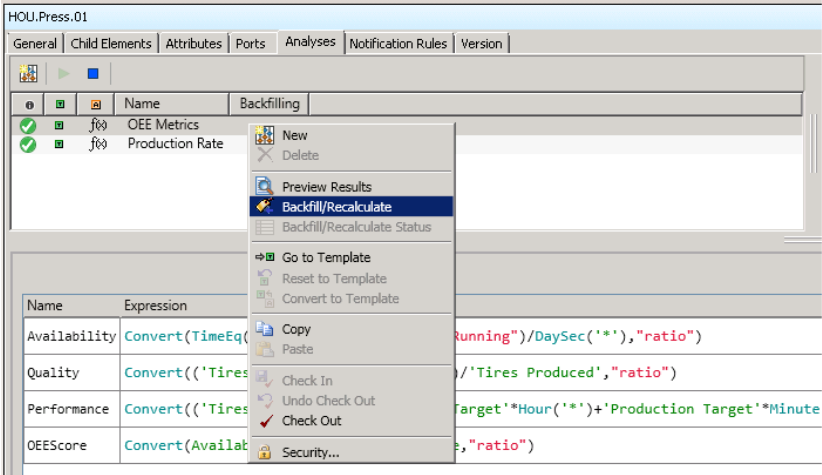 HOU.Press.01
General Child Elements Attributes Ports Analyses Notification Rules Version
Name Backfilling
f(x) OEE Metrics
f(x) Production Rate
New
Delete
Preview Results
Backfill/Recalculate
Backfill/Recalculate Status
Go to Template
Reset to Template
Convert to Template
Copy
Paste
Check In
Undo Check Out
Check Out
Security...
Name Expression
Availability Convert(TimeEq( Running")/DaySec('*'),"ratio")
Quality Convert(('Tires )/'Tires Produced',"ratio")
Performance Convert(('Tires Target'*Hour('*')+'Production Target'*Minute
OEEScore Convert(Availab e,"ratio")